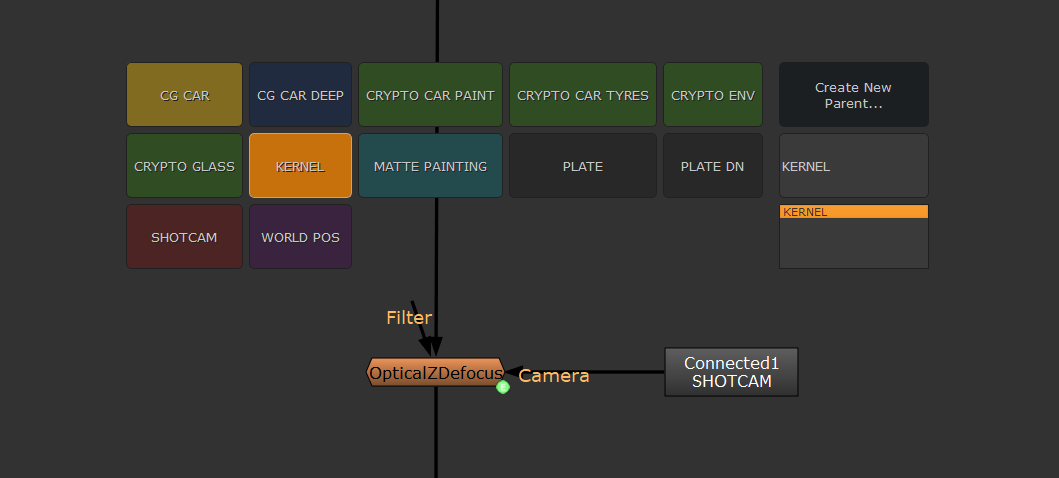 CG CAR
CG CAR DEEP
CRYPTO CAR PAINT
CRYPTO CAR TYRES
CRYPTO ENV
Create New
Parent...
CRYPTO GLASS
KERNEL
MATTE PAINTING
PLATE
PLATE DN
KERNEL
SHOTCAM
WORLD POS
KERNEL
Filter
OpticalZDefocus
Camera
Connected1
SHOTCAM